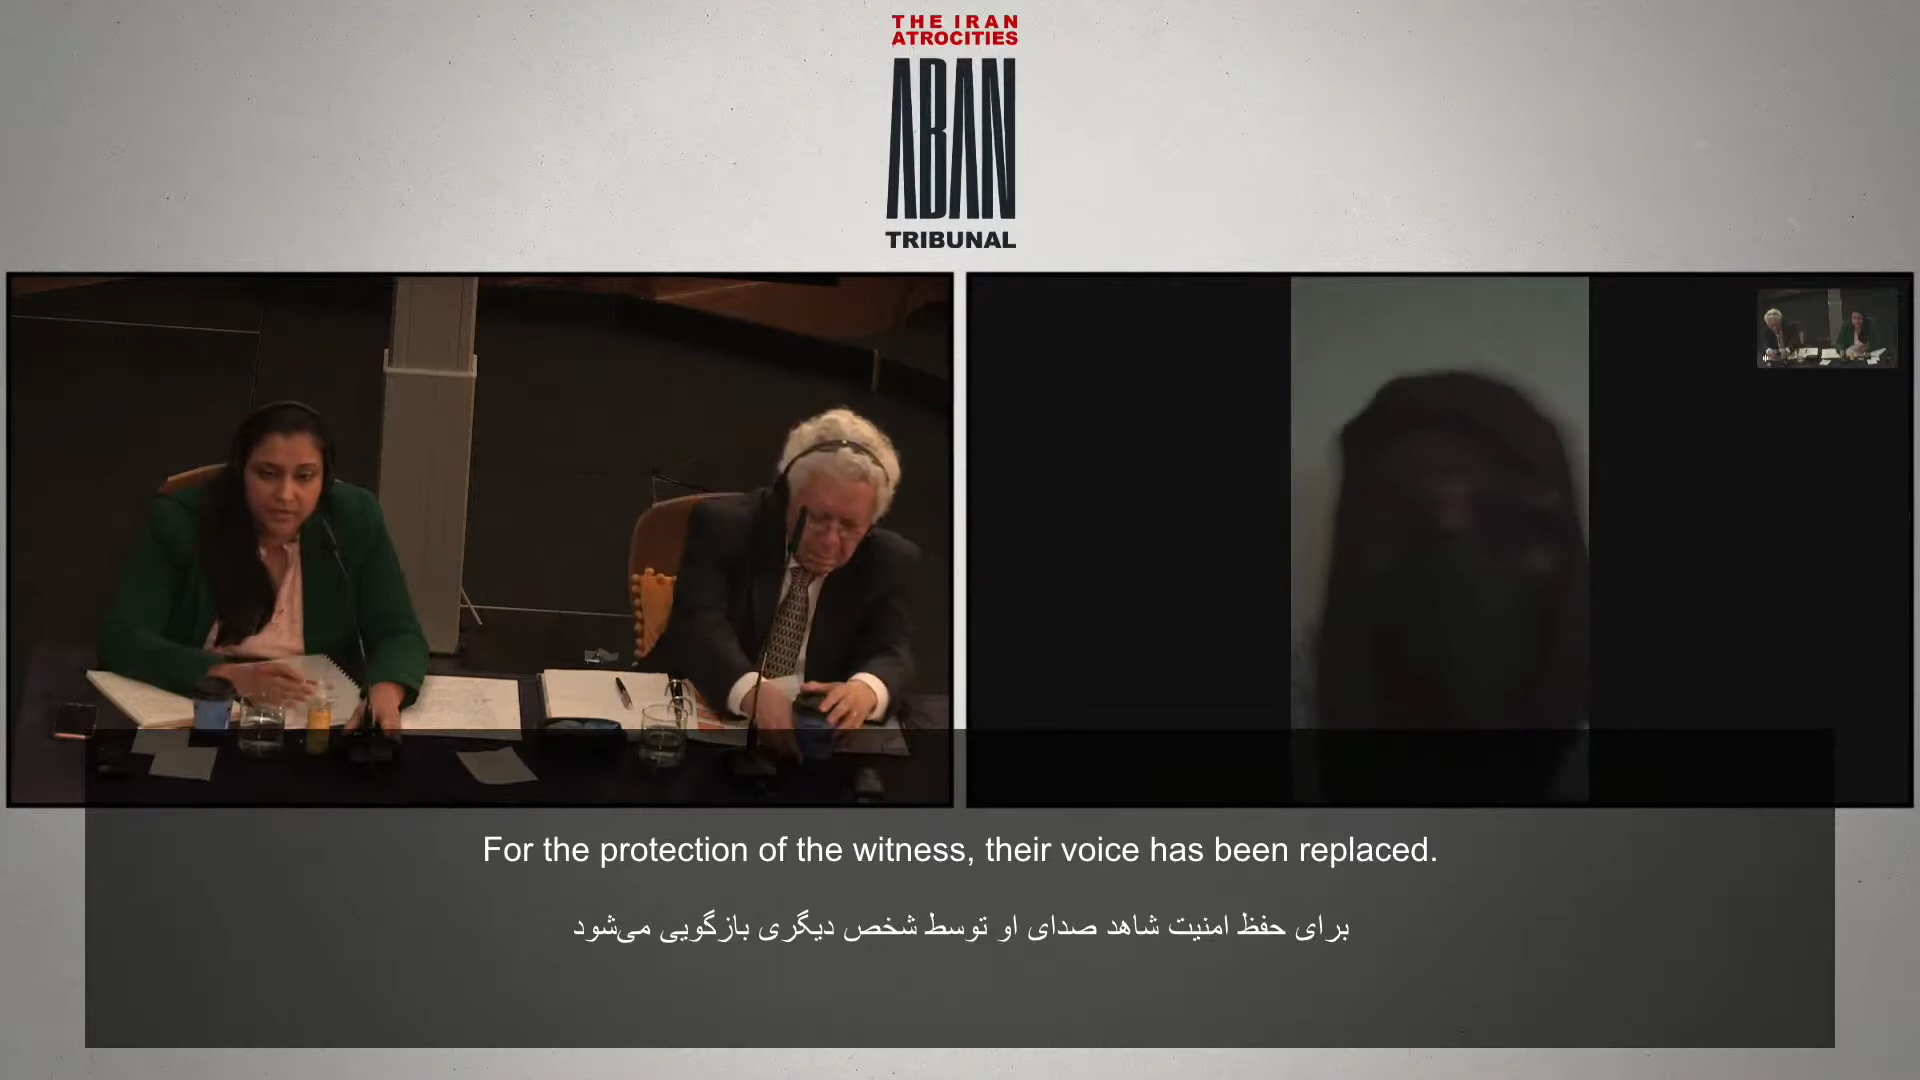 THE IRAN
ATROCITIES
ABAN
TRIBUNAL
For the protection of the witness, their voice has been replaced.
برای حفظ امنیت شاهد صدای او توسط شخص دیگری بازگویی می‌شود